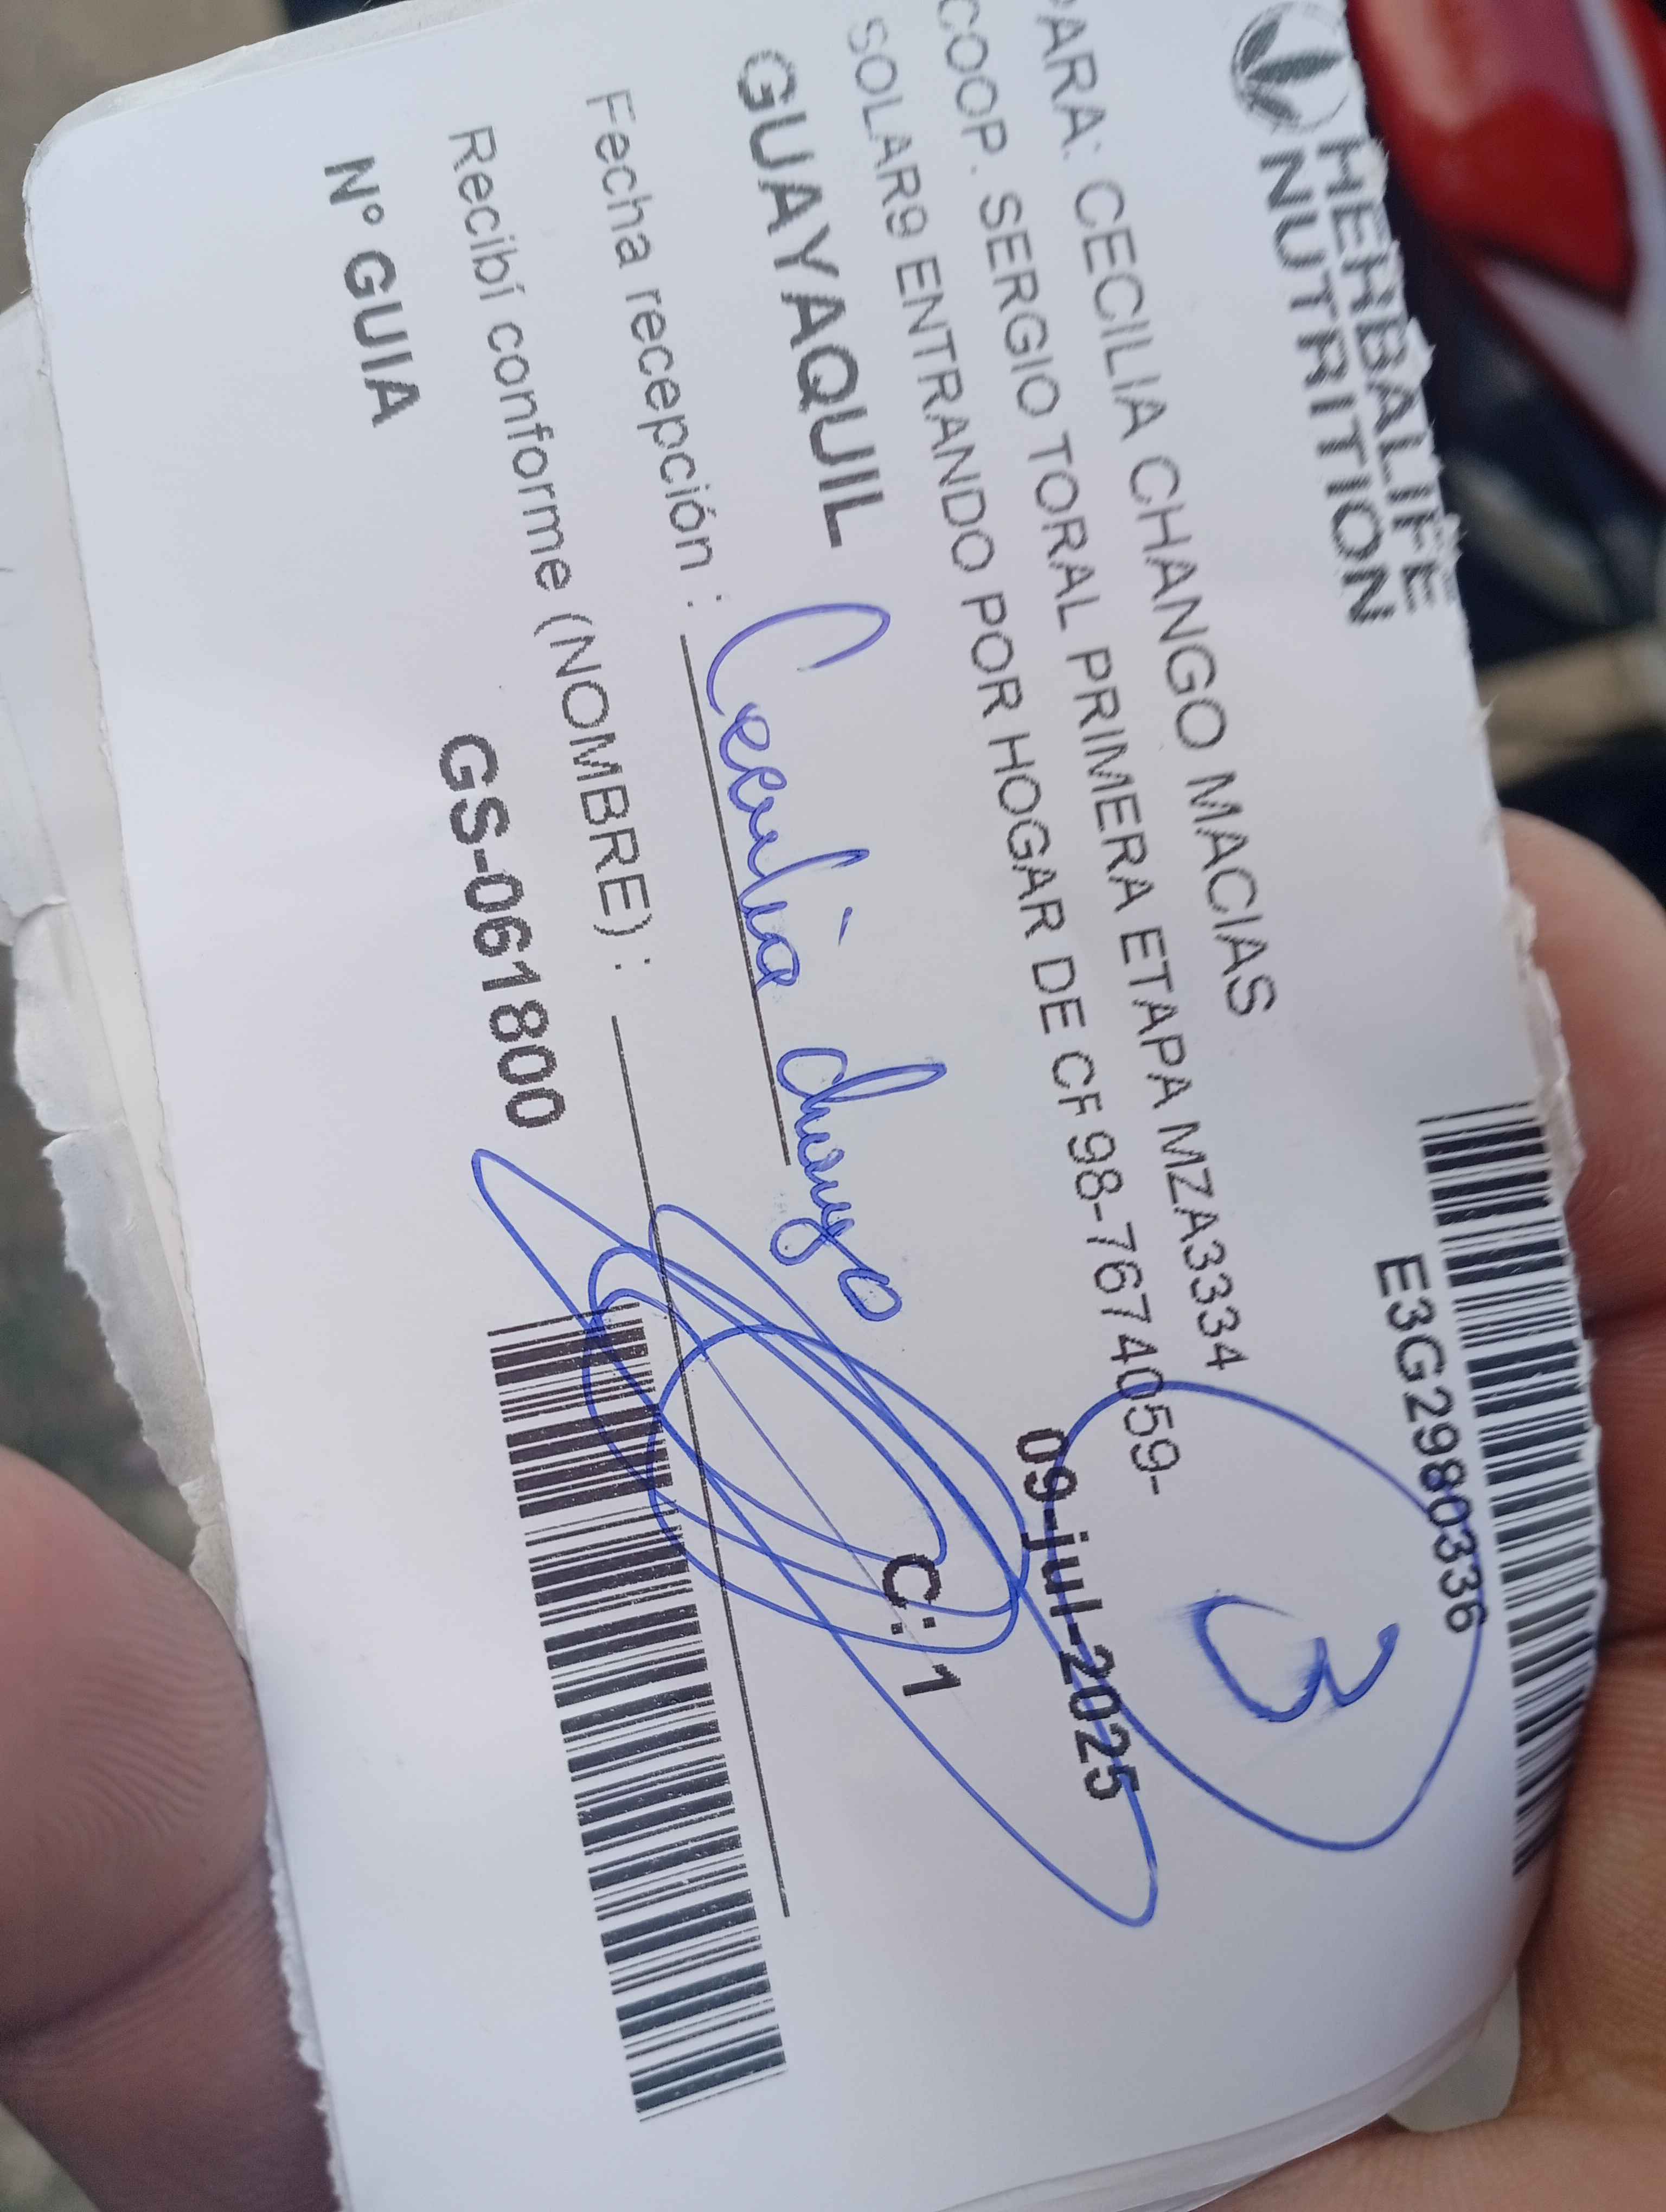 HERBALIFE
NUTRITION
E3G2980336
PARA: CECILIA CHANGO MACIAS
COOP. SERGIO TORAL PRIMERA ETAPA MZA3334
SOLAR9 ENTRANDO POR HOGAR DE CF 98-7674059-
3
GUAYAQUIL
09-jul-2025
Fecha recepción : Cecilia Chango
C: 1
Recibí conforme (NOMBRE) :
N° GUIA GS-061800